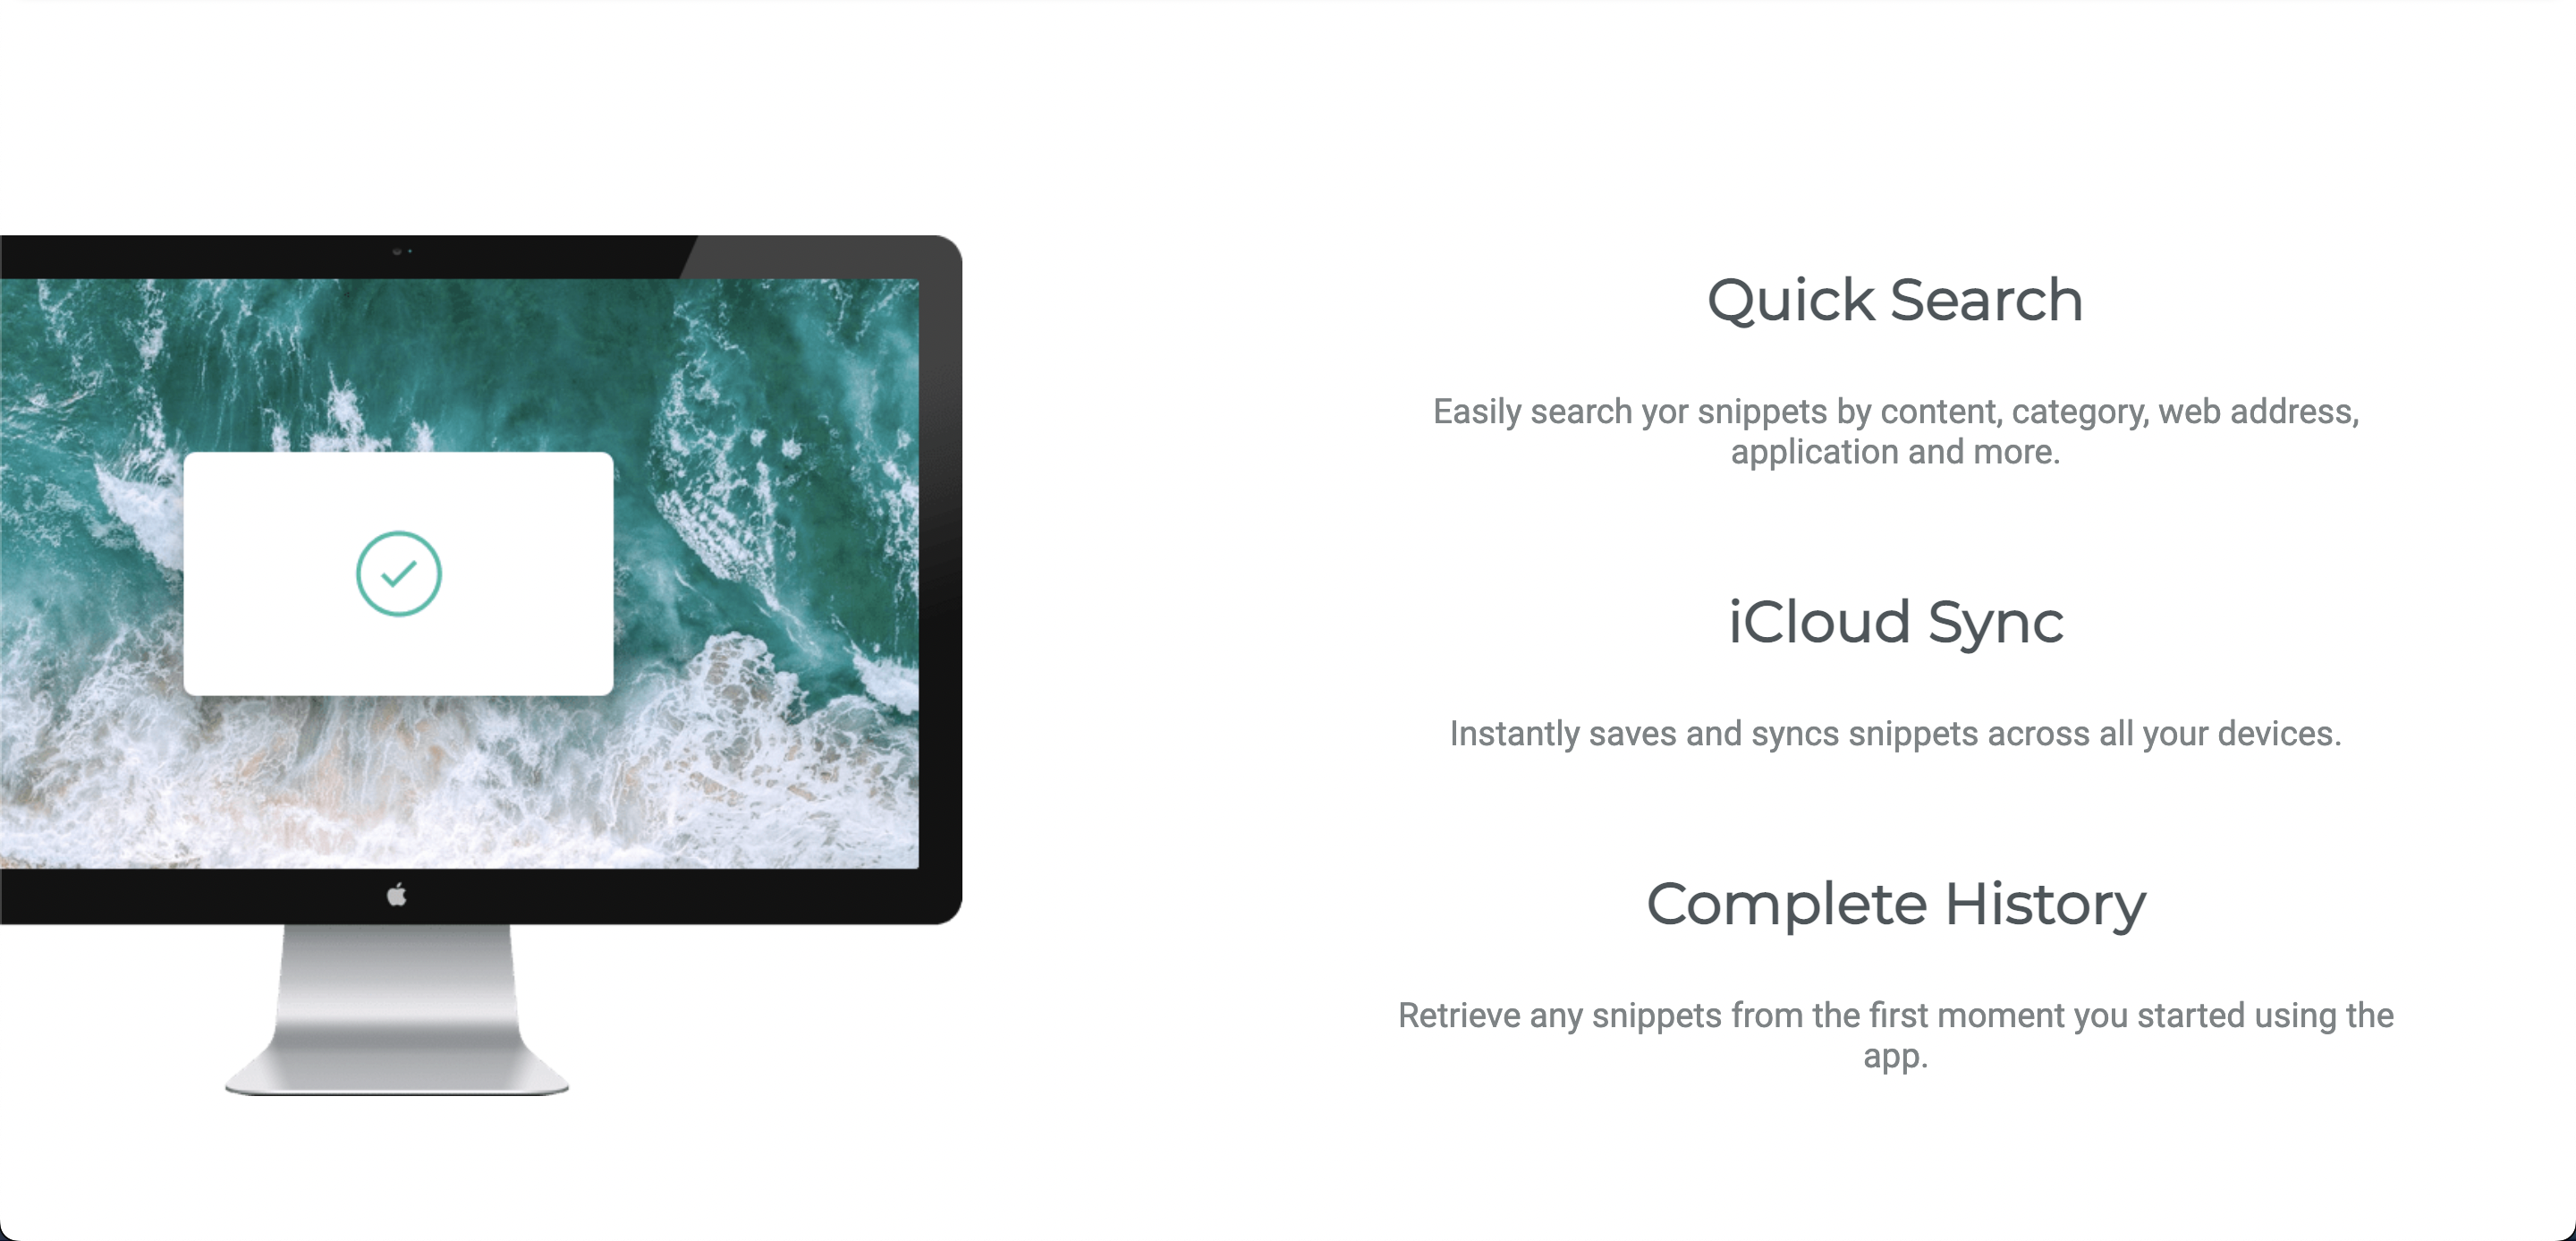 Quick Search
Easily search yor snippets by content, category, web address,
application and more.
iCloud Sync
Instantly saves and syncs snippets across all your devices.
Complete History
Retrieve any snippets from the first moment you started using the
app.